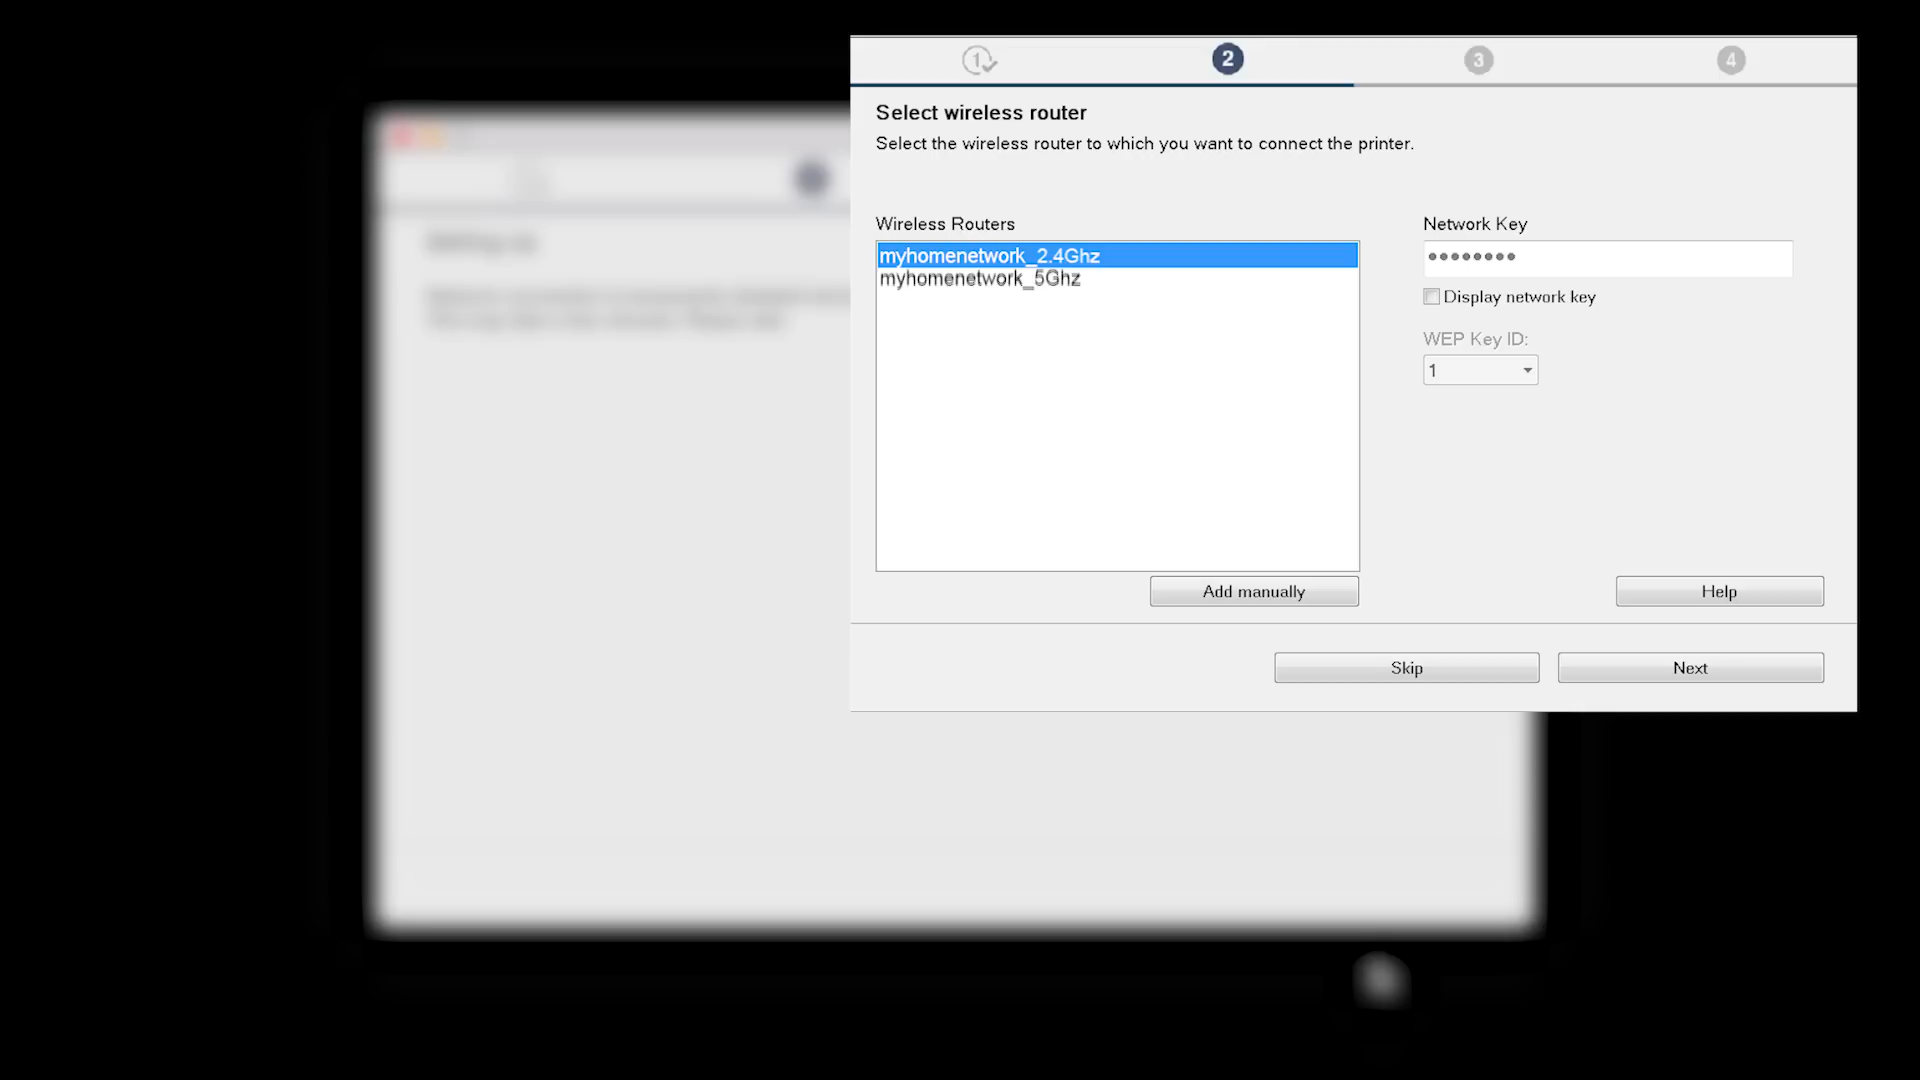 1 2 3 4
Select wireless router
Select the wireless router to which you want to connect the printer.
Wireless Routers
myhomenetwork_2.4Ghz
myhomenetwork_5Ghz
Add manually
Network Key
Display network key
WEP Key ID:
1
Help
Skip
Next